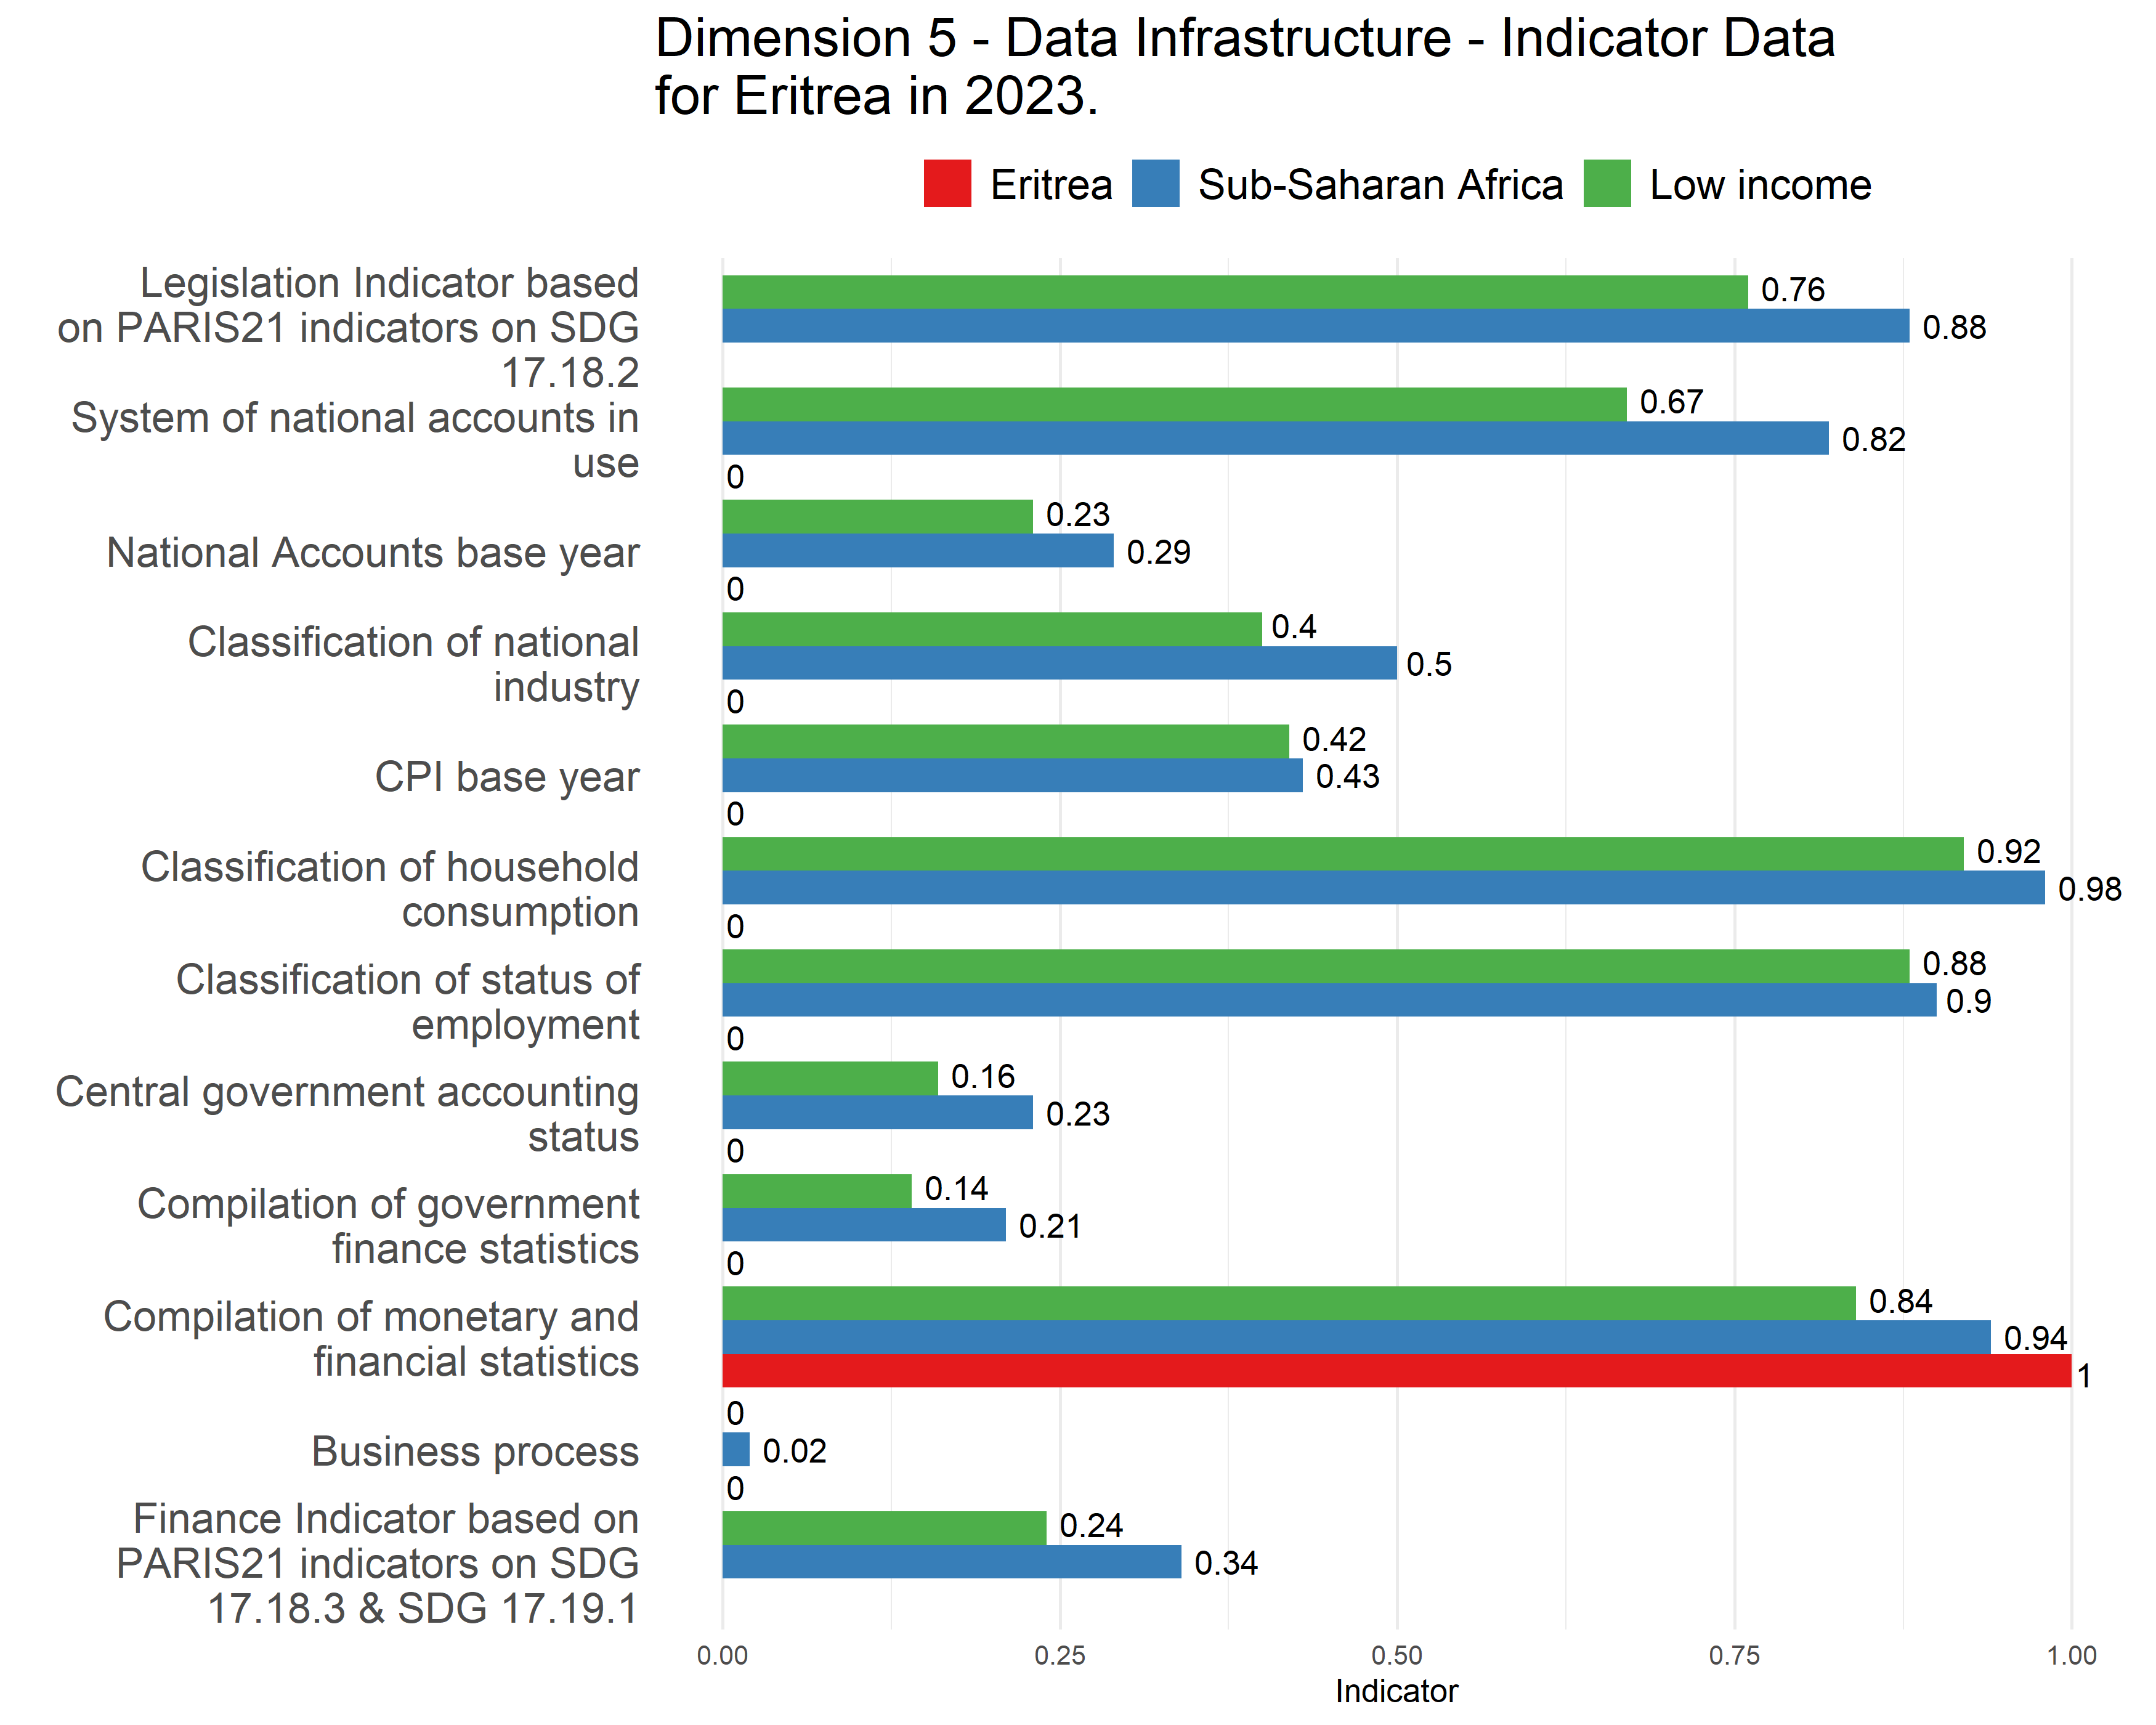 Dimension 5 - Data Infrastructure - Indicator Data
for Eritrea in 2023.
Eritrea Sub-Saharan Africa Low income
Legislation Indicator based
on PARIS21 indicators on SDG
17.18.2
0.76
0.88
System of national accounts in
use
0.67
0.82
0
National Accounts base year
0.23
0.29
0
Classification of national
industry
0.4
0.5
0
CPI base year
0.42
0.43
0
Classification of household
consumption
0.92
0.98
0
Classification of status of
employment
0.88
0.9
0
Central government accounting
status
0.16
0.23
0
Compilation of government
finance statistics
0.14
0.21
0
Compilation of monetary and
financial statistics
0.84
0.94
1
Business process
0
0.02
0
Finance Indicator based on
PARIS21 indicators on SDG
17.18.3 & SDG 17.19.1
0.24
0.34
0.00 0.25 0.50 0.75 1.00
Indicator